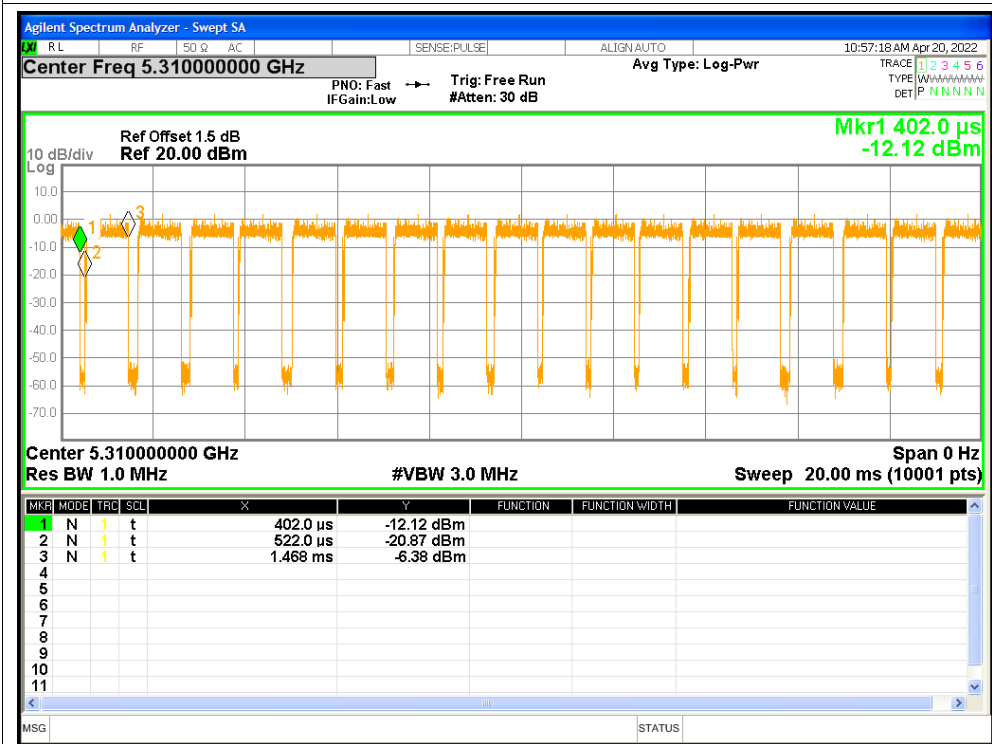 Agilent Spectrum Analyzer - Swept SA
LXI RL RF 50 Ω AC SENSE:PULSE ALIGN AUTO 10:57:18 AM Apr 20, 2022
Center Freq 5.310000000 GHz Avg Type: Log-Pwr TRACE 1 2 3 4 5 6
PNO: Fast Trig: Free Run TYPE WWWWWW
IFGain:Low #Atten: 30 dB DET P N N N N N
Mkr1 402.0 µs
Ref Offset 1.5 dB
10 dB/div Ref 20.00 dBm -12.12 dBm
Log
10.0
0.00
-10.0
-20.0
-30.0
-40.0
-50.0
-60.0
-70.0
1
2
3
Center 5.310000000 GHz Span 0 Hz
Res BW 1.0 MHz #VBW 3.0 MHz Sweep 20.00 ms (10001 pts)
MKR MODE TRC SCL X Y FUNCTION FUNCTION WIDTH FUNCTION VALUE
1 N 1 t 402.0 µs -12.12 dBm
2 N 1 t 522.0 µs -20.87 dBm
3 N 1 t 1.468 ms -6.38 dBm
4
5
6
7
8
9
10
11
MSG STATUS